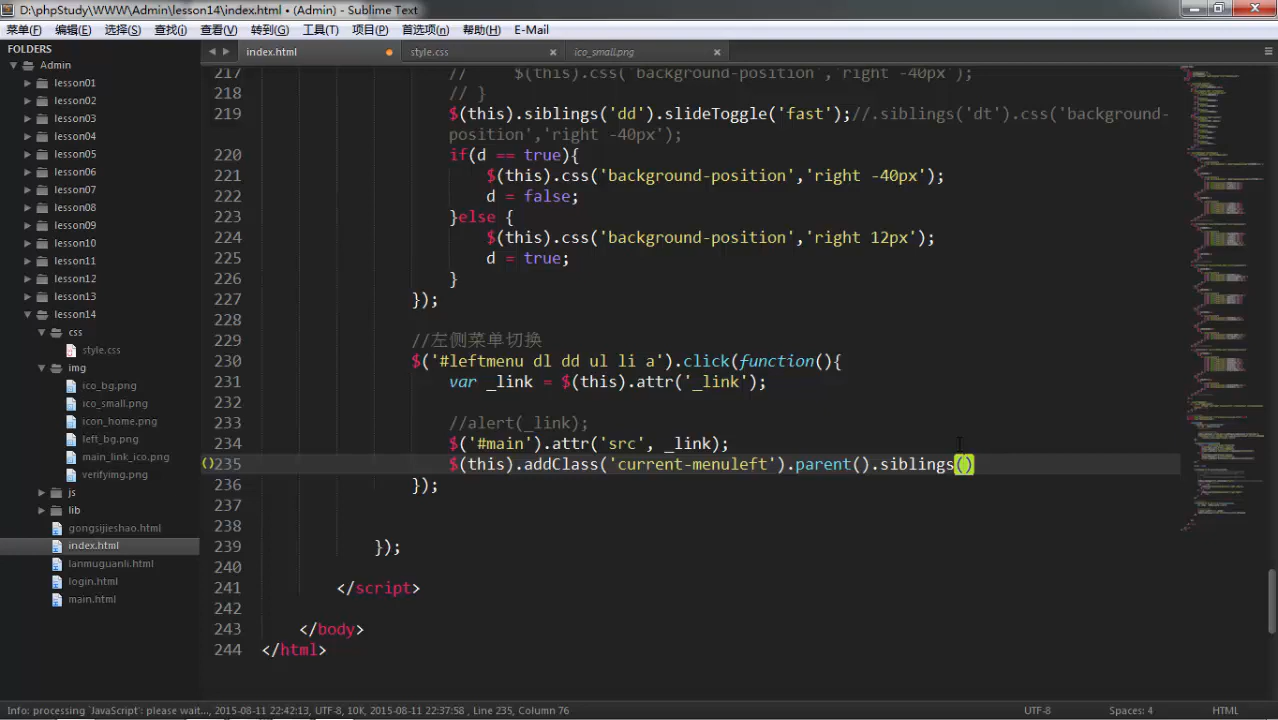 D:\phpStudy\WWW\Admin\lesson14\index.html • (Admin) - Sublime Text
菜单(F) 编辑(E) 选择(S) 查找(I) 查看(V) 转到(G) 工具(T) 项目(P) 首选项(n) 帮助(H) E-Mail
FOLDERS
Admin
lesson01
lesson02
lesson03
lesson04
lesson05
lesson06
lesson07
lesson08
lesson09
lesson10
lesson11
lesson12
lesson13
lesson14
css
style.css
img
ico_bg.png
ico_small.png
icon_home.png
left_bg.png
main_link_ico.png
verifyimg.png
js
lib
gongsijieshao.html
index.html
lanmuguanli.html
login.html
main.html
index.html style.css ico_small.png
217 // $(this).css('background-position','right -40px');
218 // }
219 $(this).siblings('dd').slideToggle('fast');//.siblings('dt').css('background-
position','right -40px');
220 if(d == true){
221 $(this).css('background-position','right -40px');
222 d = false;
223 }else {
224 $(this).css('background-position','right 12px');
225 d = true;
226 }
227 });
228
229 //左侧菜单切换
230 $('#leftmenu dl dd ul li a').click(function(){
231 var _link = $(this).attr('_link');
232
233 //alert(_link);
234 $('#main').attr('src', _link);
()235 $(this).addClass('current-menuleft').parent().siblings()
236 });
237
238
239 });
240
241 </script>
242
243 </body>
244 </html>
Info: processing `JavaScript`: please wait..., 2015-08-11 22:42:13, UTF-8, 10K, 2015-08-11 22:37:58 , Line 235, Column 76 UTF-8 Spaces: 4 HTML